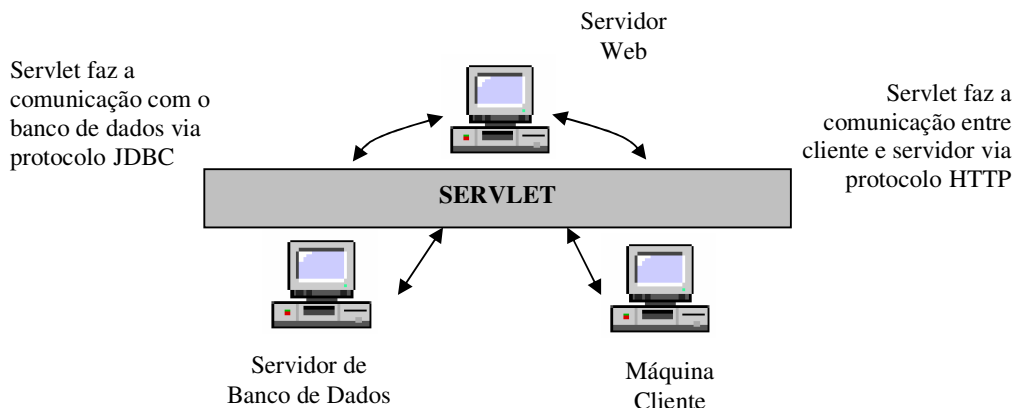 Servidor
Web
Servlet faz a
comunicação com o
banco de dados via
protocolo JDBC
Servlet faz a
comunicação entre
cliente e servidor via
protocolo HTTP
SERVLET
Servidor de
Banco de Dados
Máquina
Cliente